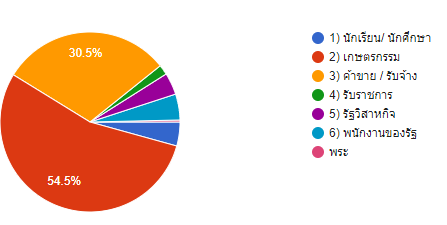 30.5%
54.5%
1) นักเรียน/ นักศึกษา
2) เกษตรกรรม
3) ค้าขาย / รับจ้าง
4) รับราชการ
5) รัฐวิสาหกิจ
6) พนักงานของรัฐ
พระ